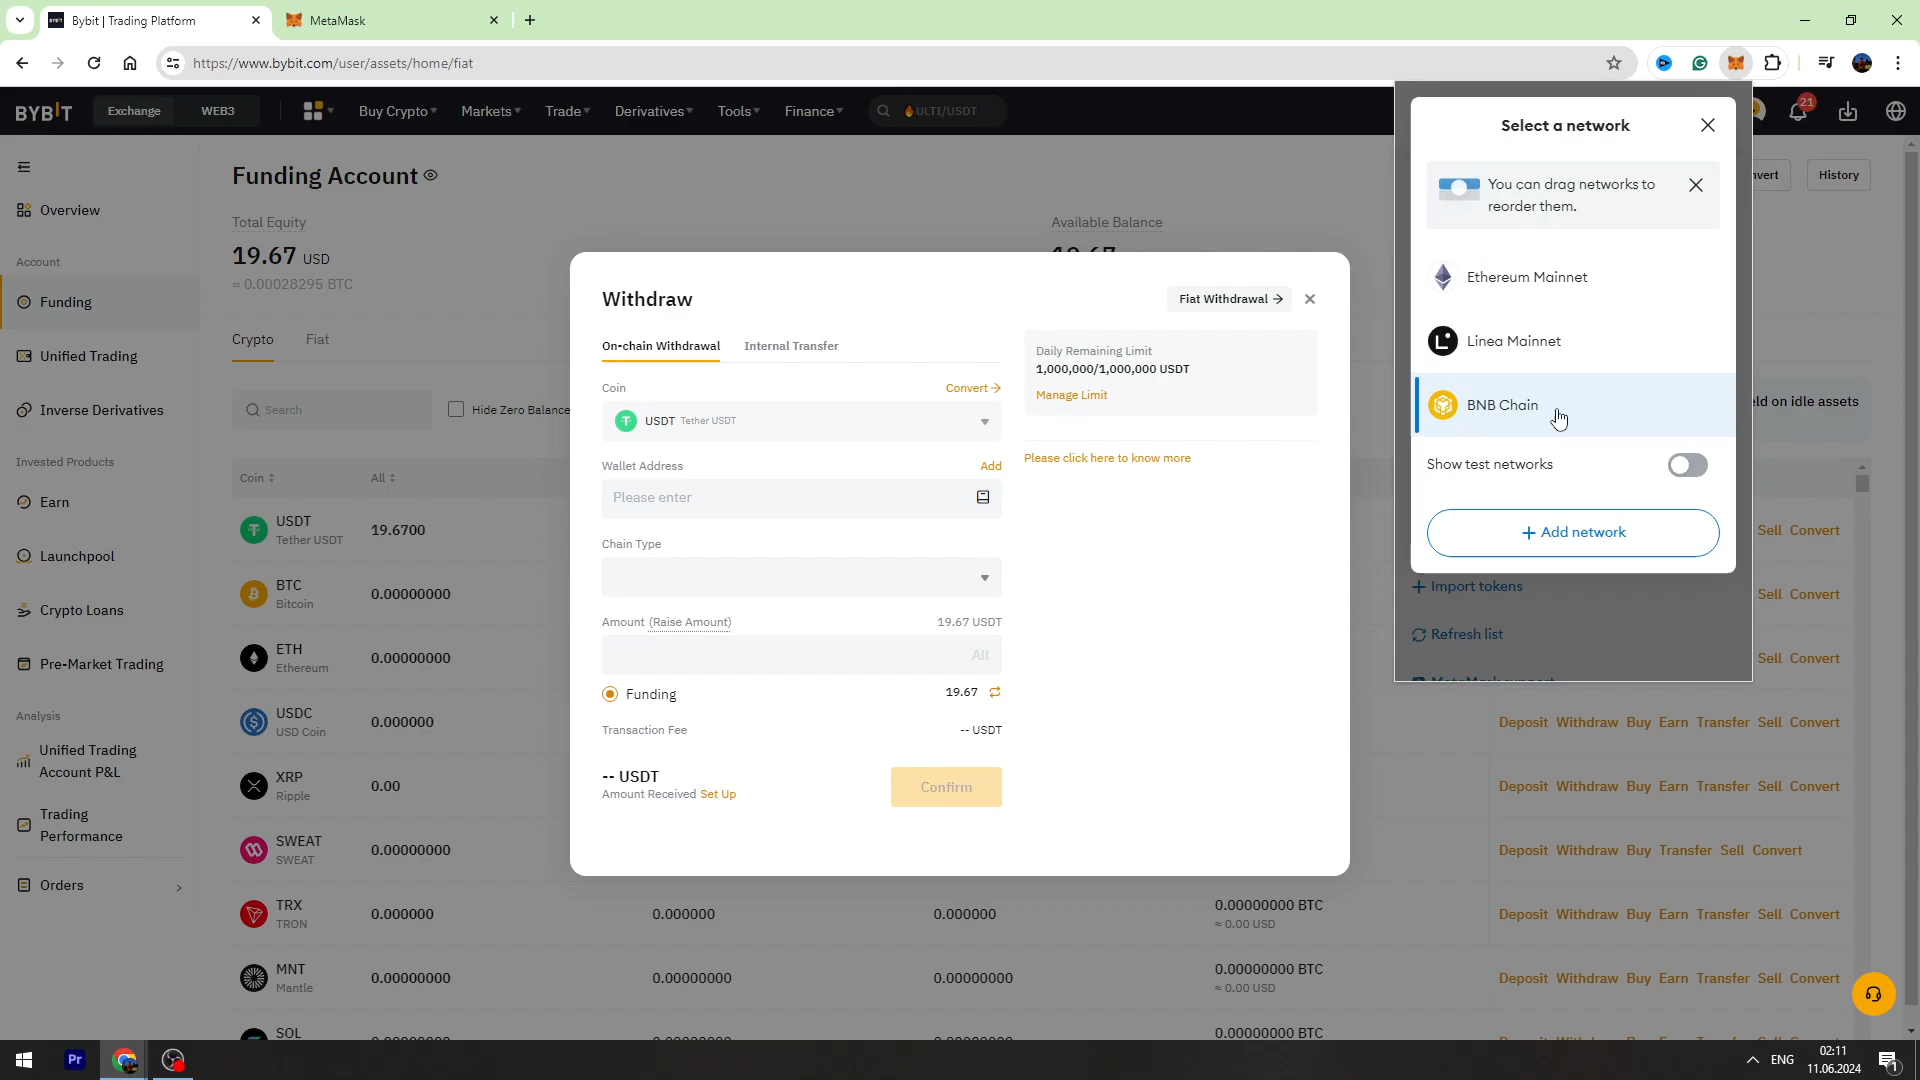 Bybit | Trading Platform
MetaMask
https://www.bybit.com/user/assets/home/fiat
BYBIT
Exchange
WEB3
Buy Crypto
Markets
Trade
Derivatives
Tools
Finance
ULTI/USDT
21
Overview
Account
Funding
Unified Trading
Inverse Derivatives
Invested Products
Earn
Launchpool
Crypto Loans
Pre-Market Trading
Analysis
Unified Trading
Account P&L
Trading
Performance
Orders
Funding Account
History
Total Equity
19.67 USD
≈ 0.00028295 BTC
Available Balance
Crypto
Fiat
Search
Hide Zero Balance
Coin
All
USDT
Tether USDT
19.6700
Sell Convert
BTC
Bitcoin
0.00000000
Sell Convert
ETH
Ethereum
0.00000000
Sell Convert
USDC
USD Coin
0.000000
Deposit Withdraw Buy Earn Transfer Sell Convert
XRP
Ripple
0.00
Deposit Withdraw Buy Earn Transfer Sell Convert
SWEAT
SWEAT
0.00000000
Deposit Withdraw Buy Transfer Sell Convert
TRX
TRON
0.000000
0.000000
0.000000
0.00000000 BTC
≈ 0.00 USD
Deposit Withdraw Buy Earn Transfer Sell Convert
MNT
Mantle
0.00000000
0.00000000
0.00000000
0.00000000 BTC
≈ 0.00 USD
Deposit Withdraw Buy Earn Transfer Sell Convert
SOL
0.00000000 BTC
Withdraw
Fiat Withdrawal
On-chain Withdrawal
Internal Transfer
Coin
Convert
USDT Tether USDT
Wallet Address
Add
Please enter
Chain Type
Amount (Raise Amount)
19.67 USDT
All
Funding
19.67
Transaction Fee
-- USDT
-- USDT
Amount Received Set Up
Confirm
Daily Remaining Limit
1,000,000/1,000,000 USDT
Manage Limit
Please click here to know more
Select a network
You can drag networks to
reorder them.
Ethereum Mainnet
Linea Mainnet
BNB Chain
Show test networks
+ Add network
+ Import tokens
Refresh list
MetaMask support
on idle assets
Pr
ENG
02:11
11.06.2024
1